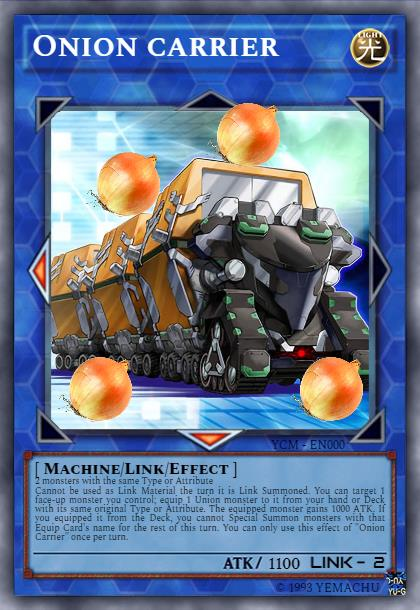 ONION CARRIER
LIGHT
光
YCM - EN000
[ MACHINE/LINK/EFFECT ]
2 monsters with the same Type or Attribute
Cannot be used as Link Material the turn it is Link Summoned. You can target 1
face-up monster you control; equip 1 Union monster to it from your hand or Deck
with its same original Type or Attribute. The equipped monster gains 1000 ATK. If
you equipped it from the Deck, you cannot Special Summon monsters with that
Equip Card's name for the rest of this turn. You can only use this effect of "Onion
Carrier" once per turn.
ATK/ 1100 LINK - 2
© 1993 YEMACHU